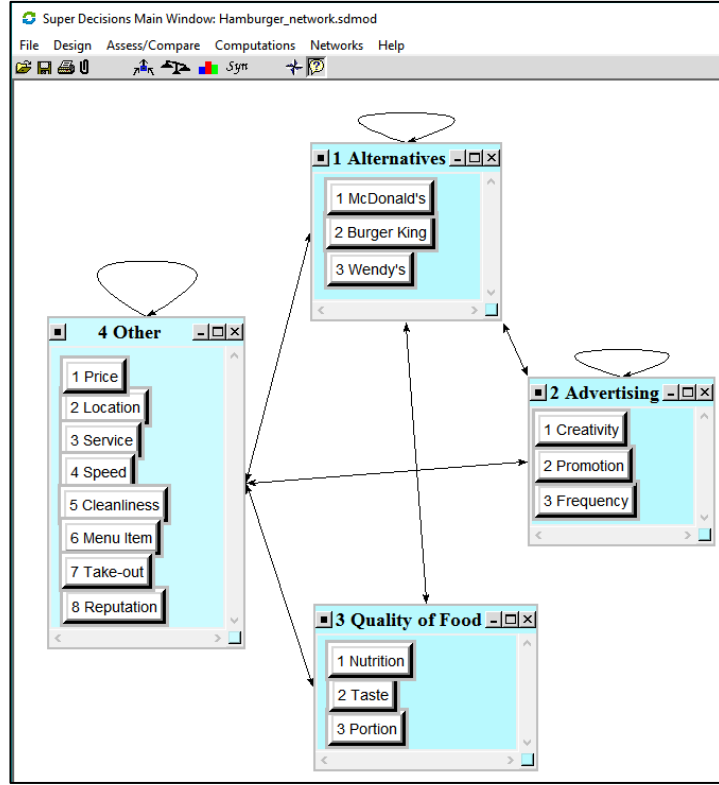 Super Decisions Main Window: Hamburger_network.sdmod
File Design Assess/Compare Computations Networks Help
Syn
1 Alternatives
1 McDonald's
2 Burger King
3 Wendy's
4 Other
1 Price
2 Location
3 Service
4 Speed
5 Cleanliness
6 Menu Item
7 Take-out
8 Reputation
2 Advertising
1 Creativity
2 Promotion
3 Frequency
3 Quality of Food
1 Nutrition
2 Taste
3 Portion